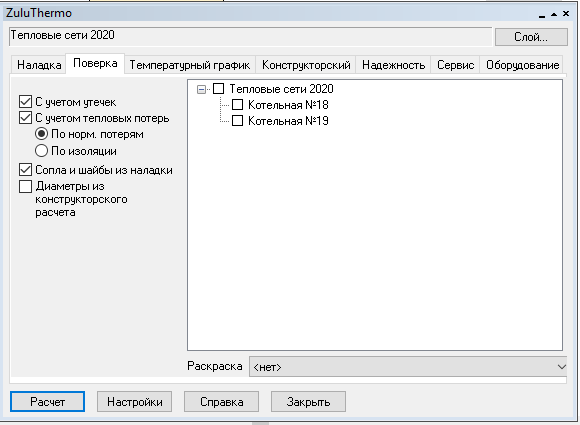 ZuluThermo
Тепловые сети 2020
Слой...
Наладка Поверка Температурный график Конструкторский Надежность Сервис Оборудование
С учетом утечек
С учетом тепловых потерь
По норм. потерям
По изоляции
Сопла и шайбы из наладки
Диаметры из
конструкторского
расчета
Тепловые сети 2020
Котельная №18
Котельная №19
Раскраска <нет>
Расчет Настройки Справка Закрыть